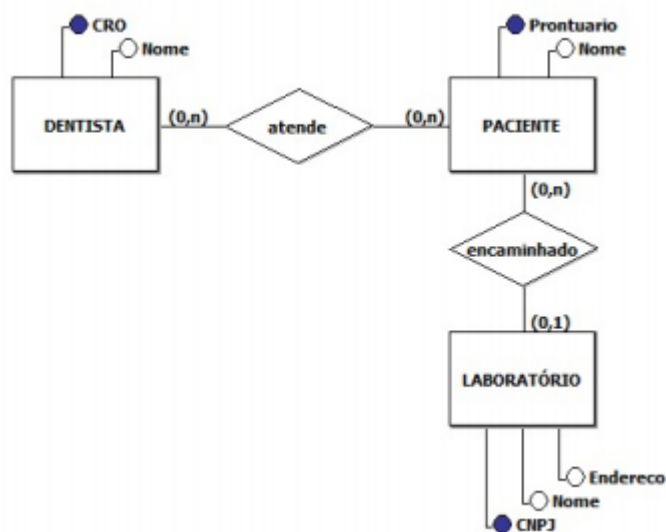 CRO
Nome
DENTISTA
(0,n)
atende
(0,n)
Prontuario
Nome
PACIENTE
(0,n)
encaminhado
(0,1)
LABORATÓRIO
Endereco
Nome
CNPJ